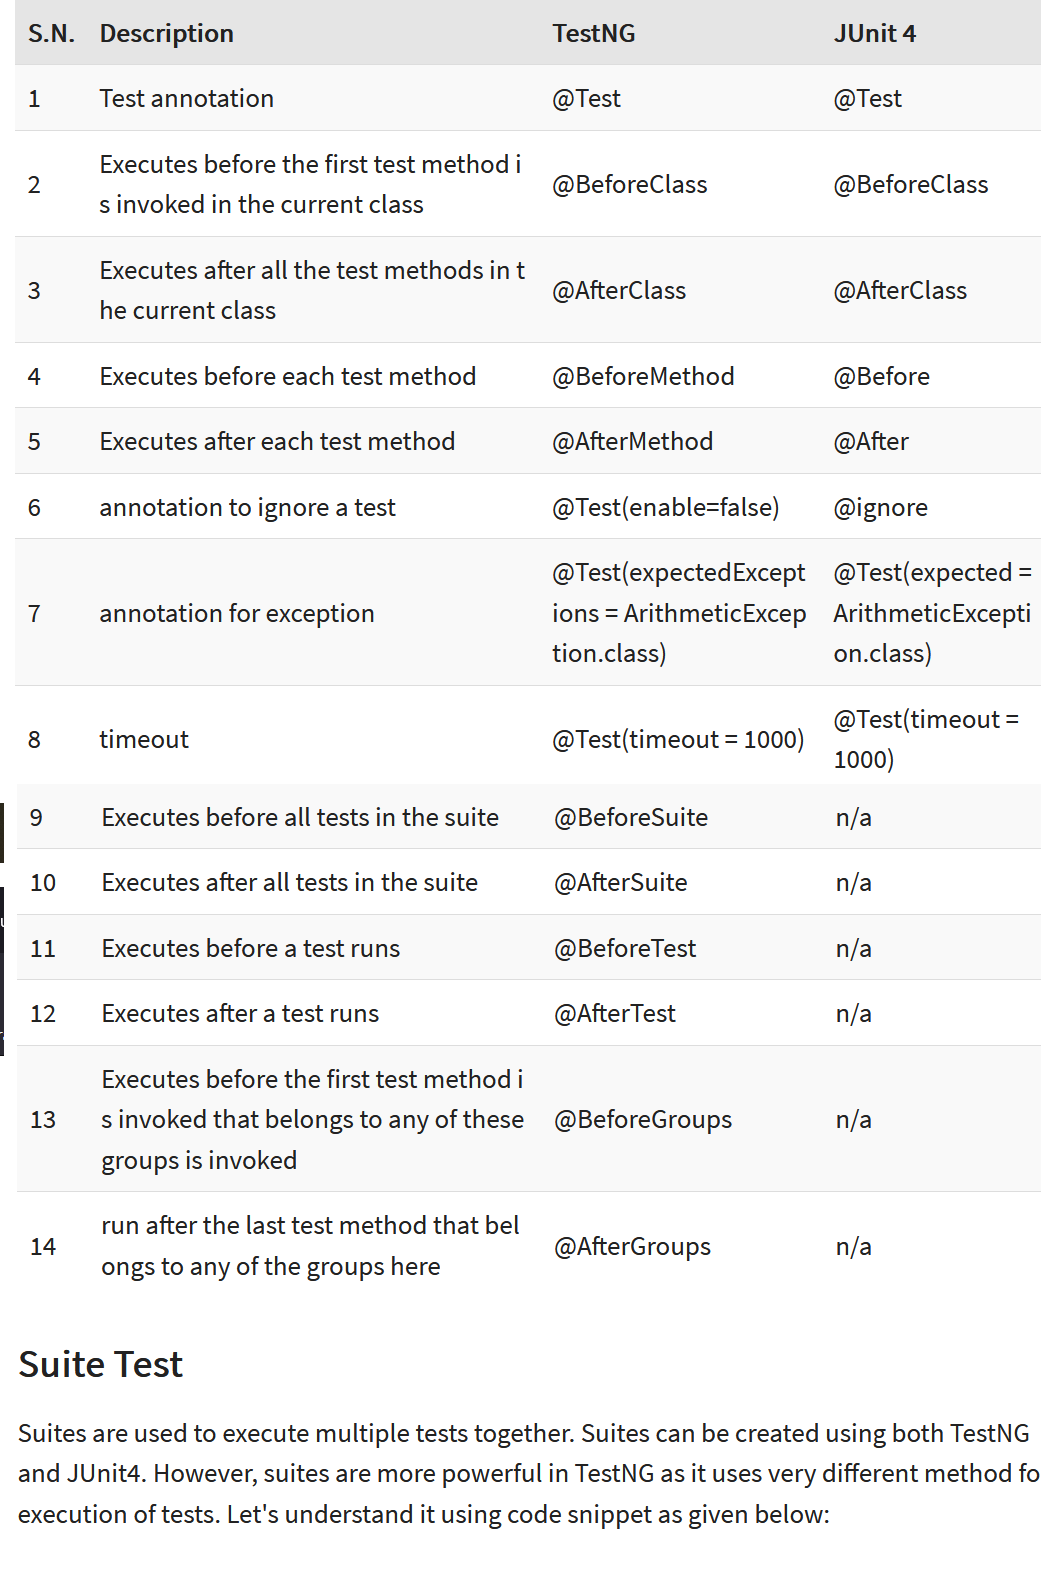 S.N. Description TestNG JUnit 4
1 Test annotation @Test @Test
2 Executes before the first test method i
s invoked in the current class @BeforeClass @BeforeClass
3 Executes after all the test methods in t
he current class @AfterClass @AfterClass
4 Executes before each test method @BeforeMethod @Before
5 Executes after each test method @AfterMethod @After
6 annotation to ignore a test @Test(enable=false) @ignore
7 annotation for exception @Test(expectedExcept
ions = ArithmeticExcep
tion.class) @Test(expected =
ArithmeticExcepti
on.class)
8 timeout @Test(timeout = 1000) @Test(timeout =
1000)
9 Executes before all tests in the suite @BeforeSuite n/a
10 Executes after all tests in the suite @AfterSuite n/a
11 Executes before a test runs @BeforeTest n/a
12 Executes after a test runs @AfterTest n/a
13 Executes before the first test method i
s invoked that belongs to any of these
groups is invoked @BeforeGroups n/a
14 run after the last test method that bel
ongs to any of the groups here @AfterGroups n/a
Suite Test
Suites are used to execute multiple tests together. Suites can be created using both TestNG
and JUnit4. However, suites are more powerful in TestNG as it uses very different method fo
execution of tests. Let's understand it using code snippet as given below: